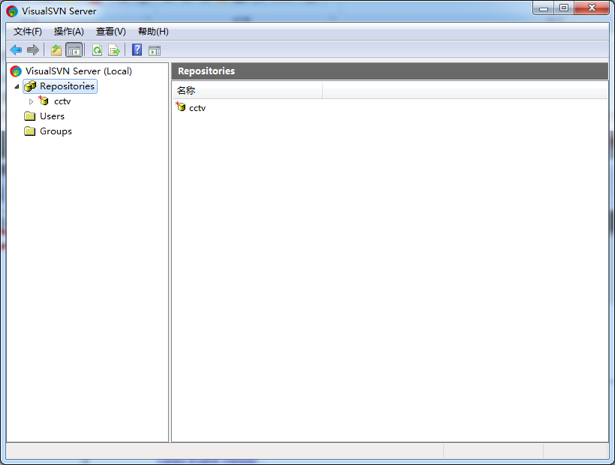 VisualSVN Server
文件(F) 操作(A) 查看(V) 帮助(H)
VisualSVN Server (Local)
Repositories
cctv
Users
Groups
Repositories
名称
cctv